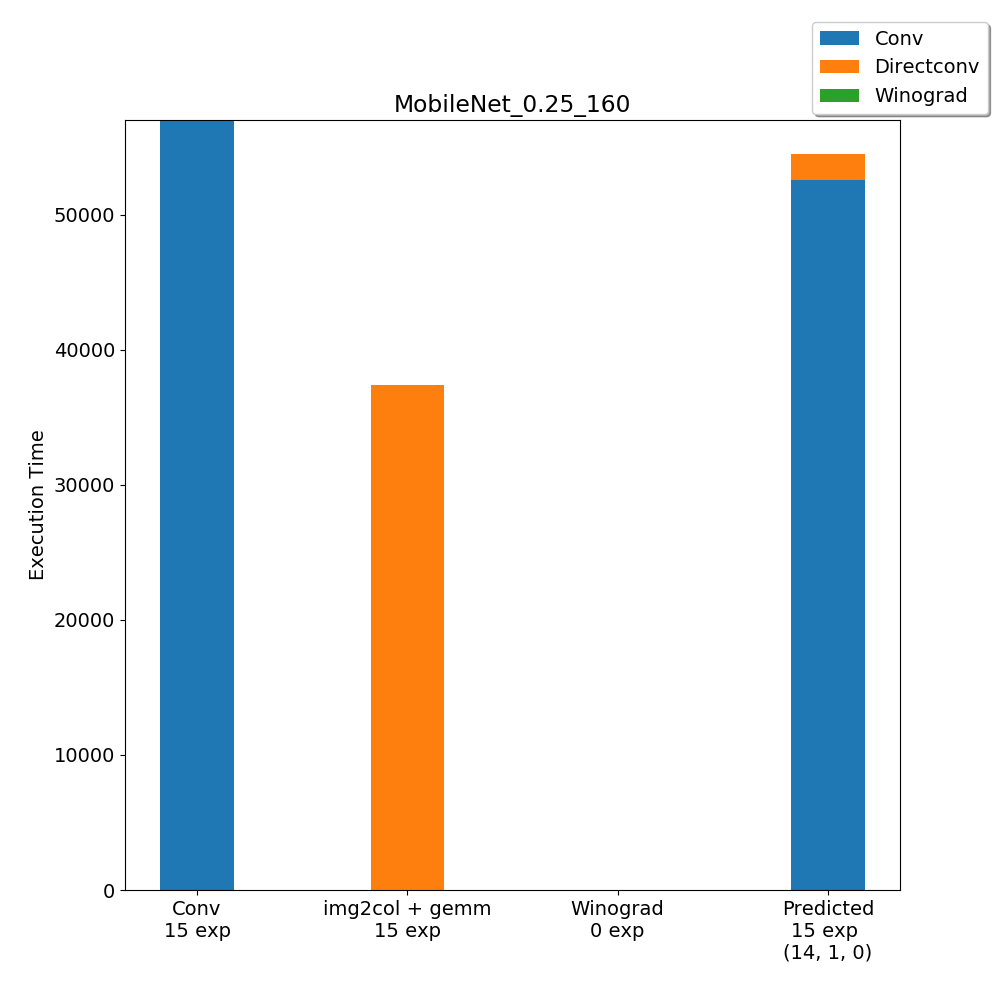 Conv
Directconv
Winograd
MobileNet_0.25_160
Execution Time
50000
40000
30000
20000
10000
0
Conv
15 exp
img2col + gemm
15 exp
Winograd
0 exp
Predicted
15 exp
(14, 1, 0)